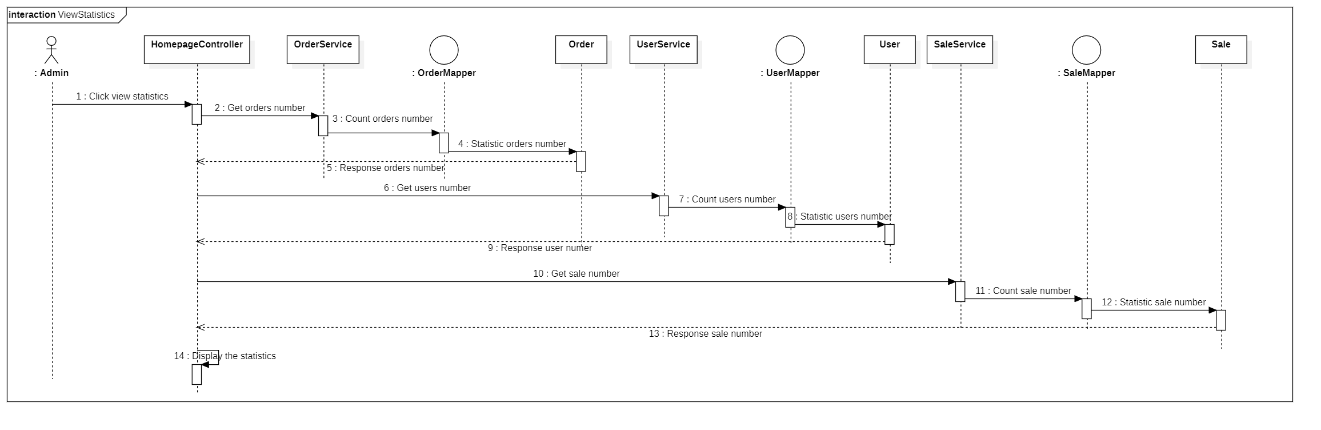 interaction ViewStatistics
HomepageController
OrderService
Order
UserService
User
SaleService
Sale
: Admin
: OrderMapper
: UserMapper
: SaleMapper
1 : Click view statistics
2 : Get orders number
3 : Count orders number
4 : Statistic orders number
5 : Response orders number
6 : Get users number
7 : Count users number
8 : Statistic users number
9 : Response user numer
10 : Get sale number
11 : Count sale number
12 : Statistic sale number
13 : Response sale number
14 : Display the statistics